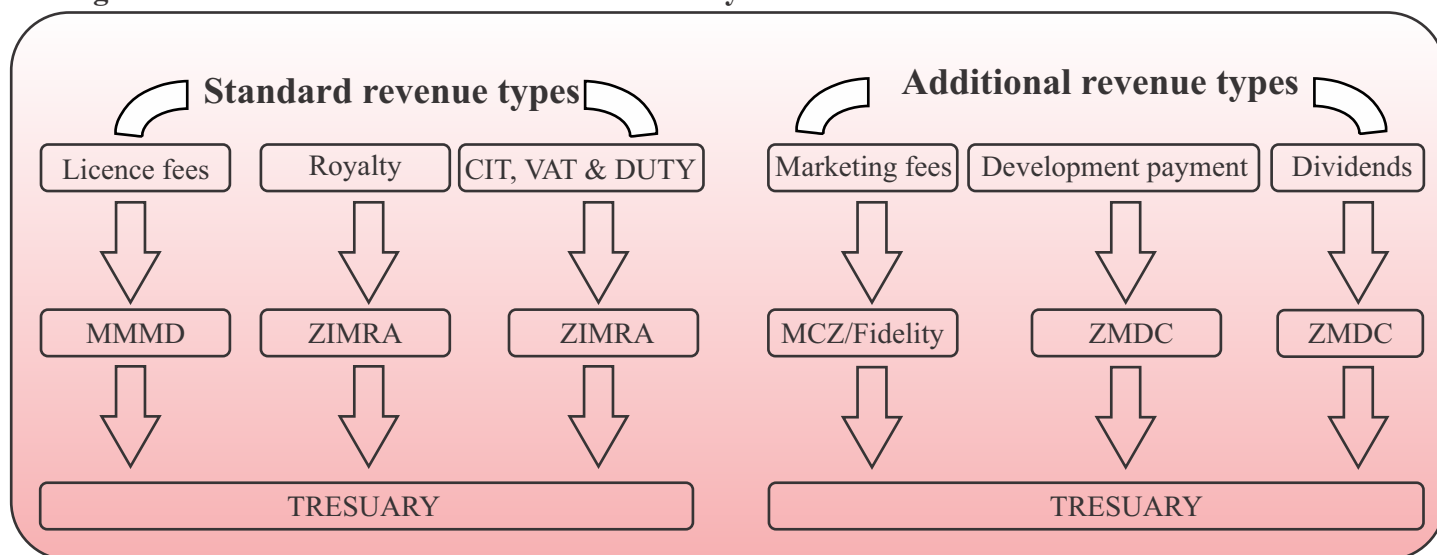 Standard revenue types
Additional revenue types
Licence fees
Royalty
CIT, VAT & DUTY
Marketing fees
Development payment
Dividends
MMMD
ZIMRA
ZIMRA
MCZ/Fidelity
ZMDC
ZMDC
TRESUARY
TRESUARY